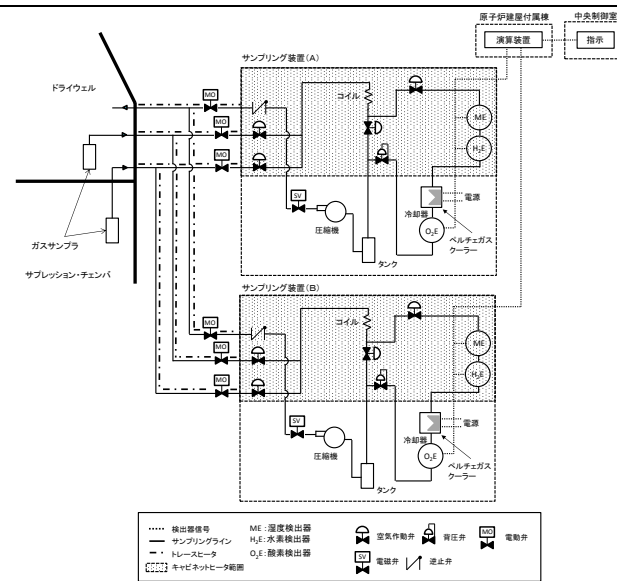 原子炉建屋付属棟
中央制御室
演算装置
指示
サンプリング装置(A)
ドライウェル
MO
コイル
ME
MO
H₂E
MO
SV
電源
冷却器
圧縮機
O₂E
ペルチェガス
クーラー
ガスサンプラ
タンク
サプレッション・チェンバ
サンプリング装置(B)
MO
コイル
ME
MO
H₂E
MO
SV
電源
冷却器
圧縮機
O₂E
ペルチェガス
クーラー
タンク
検出器信号
サンプリングライン
トレースヒータ
キャビネットヒータ範囲
ME:湿度検出器
H₂E:水素検出器
O₂E:酸素検出器
空気作動弁
背圧弁
MO
電動弁
SV
電磁弁
逆止弁